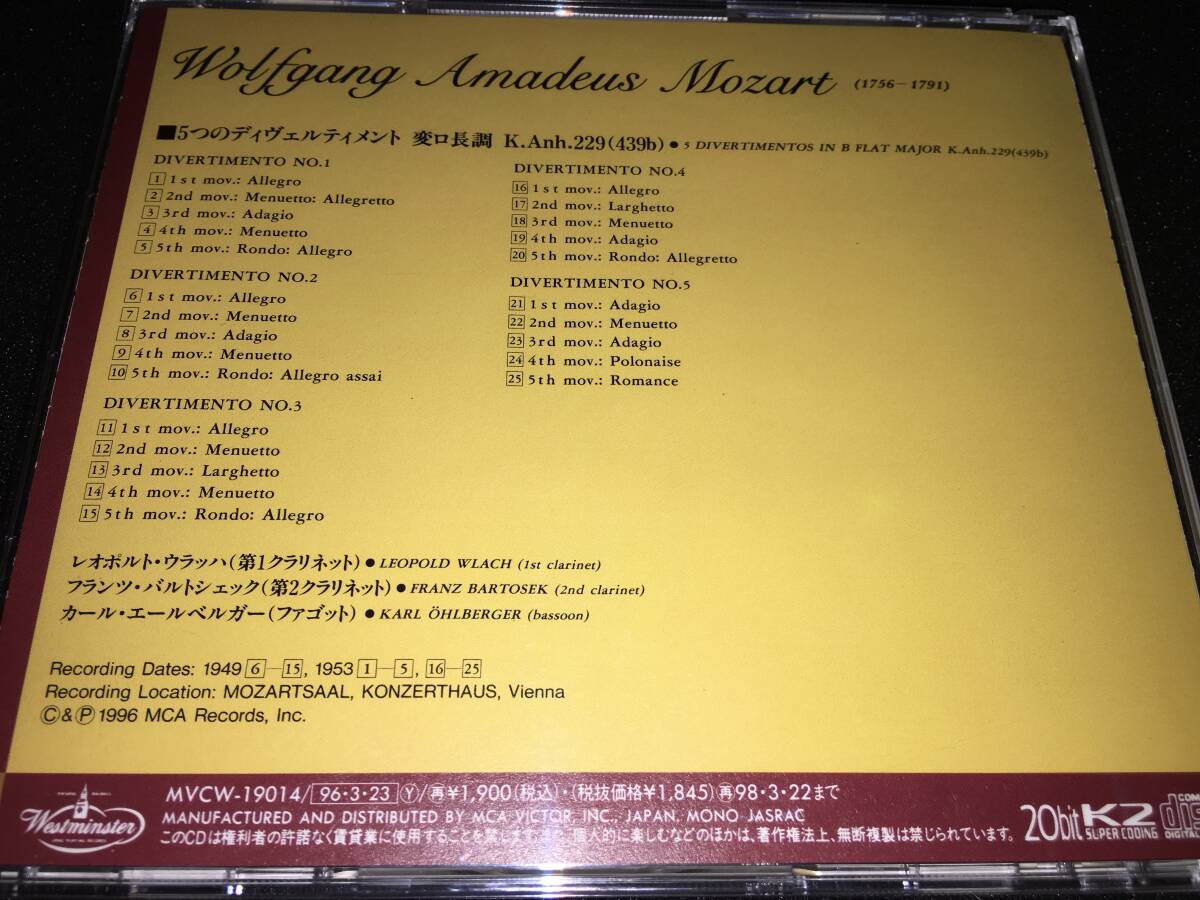 Wolfgang Amadeus Mozart (1756–1791)
■5つのディヴェルティメント 変ロ長調 K.Anh.229(439b) ● 5 DIVERTIMENTOS IN B FLAT MAJOR K.Anh.229(439b)
DIVERTIMENTO NO.1
1 1st mov.: Allegro
2 2nd mov.: Menuetto: Allegretto
3 3rd mov.: Adagio
4 4th mov.: Menuetto
5 5th mov.: Rondo: Allegro
DIVERTIMENTO NO.2
6 1st mov.: Allegro
7 2nd mov.: Menuetto
8 3rd mov.: Adagio
9 4th mov.: Menuetto
10 5th mov.: Rondo: Allegro assai
DIVERTIMENTO NO.3
11 1st mov.: Allegro
12 2nd mov.: Menuetto
13 3rd mov.: Larghetto
14 4th mov.: Menuetto
15 5th mov.: Rondo: Allegro
DIVERTIMENTO NO.4
16 1st mov.: Allegro
17 2nd mov.: Larghetto
18 3rd mov.: Menuetto
19 4th mov.: Adagio
20 5th mov.: Rondo: Allegretto
DIVERTIMENTO NO.5
21 1st mov.: Adagio
22 2nd mov.: Menuetto
23 3rd mov.: Adagio
24 4th mov.: Polonaise
25 5th mov.: Romance
レオポルト・ウラッハ(第1クラリネット) ● LEOPOLD WLACH (1st clarinet)
フランツ・バルトシェック(第2クラリネット) ● FRANZ BARTOSEK (2nd clarinet)
カール・エールベルガー(ファゴット) ● KARL ÖHLBERGER (bassoon)
Recording Dates: 1949 6–15, 1953 1–5, 16–25
Recording Location: MOZARTSAAL, KONZERTHAUS, Vienna
Ⓒ&Ⓟ 1996 MCA Records, Inc.
Westminster
MVCW-19014/96・3・23Ⓨ/再¥1,900(税込)・(税抜価格¥1,845)再98・3・22まで
MANUFACTURED AND DISTRIBUTED BY MCA VICTOR, INC., JAPAN. MONO JASRAC
このCDは権利者の許諾なく賃貸業に使用することを禁じます。又、個人的に楽しむなどのほかは、著作権法上、無断複製は禁じられています。
20bit K2
SUPER CODING
COM
dis
DIGITAL